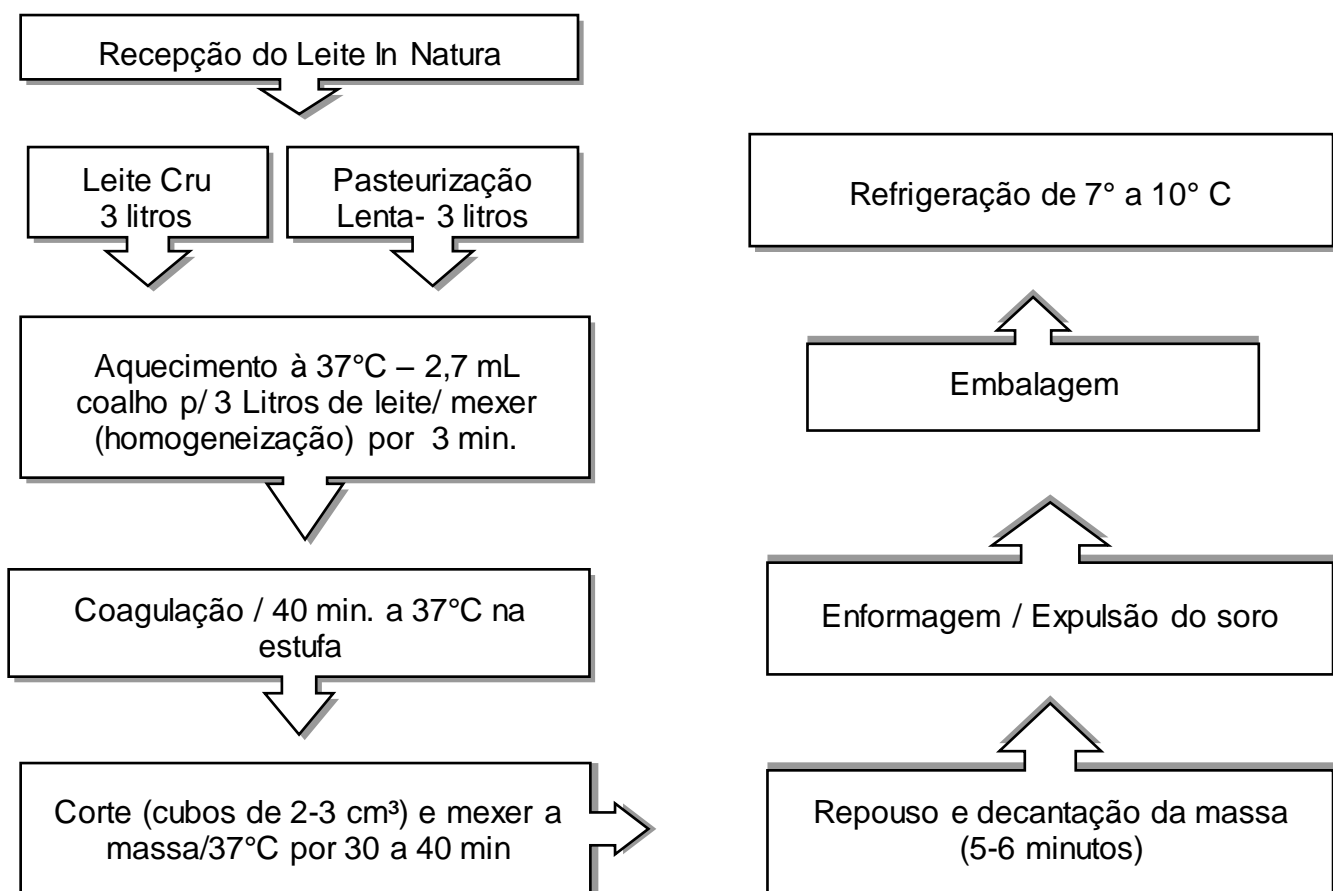 Recepção do Leite In Natura
Leite Cru
3 litros
Pasteurização
Lenta- 3 litros
Aquecimento à 37°C – 2,7 mL
coalho p/ 3 Litros de leite/ mexer
(homogeneização) por 3 min.
Coagulação / 40 min. a 37°C na
estufa
Corte (cubos de 2-3 cm³) e mexer a
massa/37°C por 30 a 40 min
Repouso e decantação da massa
(5-6 minutos)
Enformagem / Expulsão do soro
Embalagem
Refrigeração de 7° a 10° C